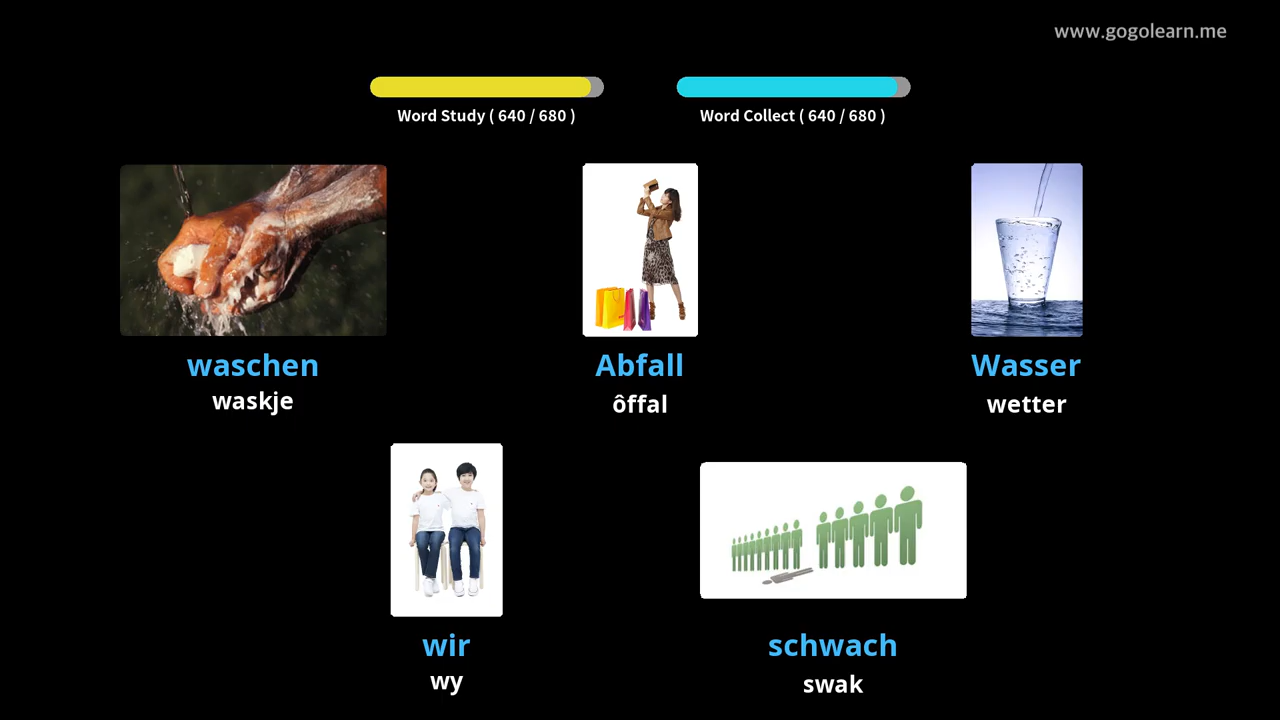 www.gogolearn.me
Word Study ( 640 / 680 )
Word Collect ( 640 / 680 )
waschen
waskje
Abfall
ôffal
Wasser
wetter
wir
wy
schwach
swak